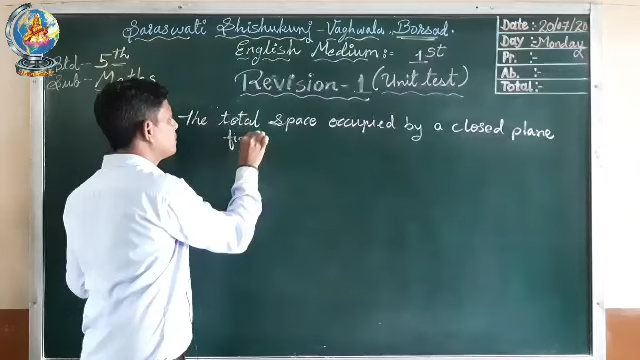 Saraswati Shishukunj - Vaghwala, Borsad.
English Medium:- 1st
Std - 5th
Sub - Maths
Revision-1 (Unit test)
Date: 20/07/20
Day :- Monday
Pr. :-
Ab. :-
Total:-
The total space occupied by a closed plane